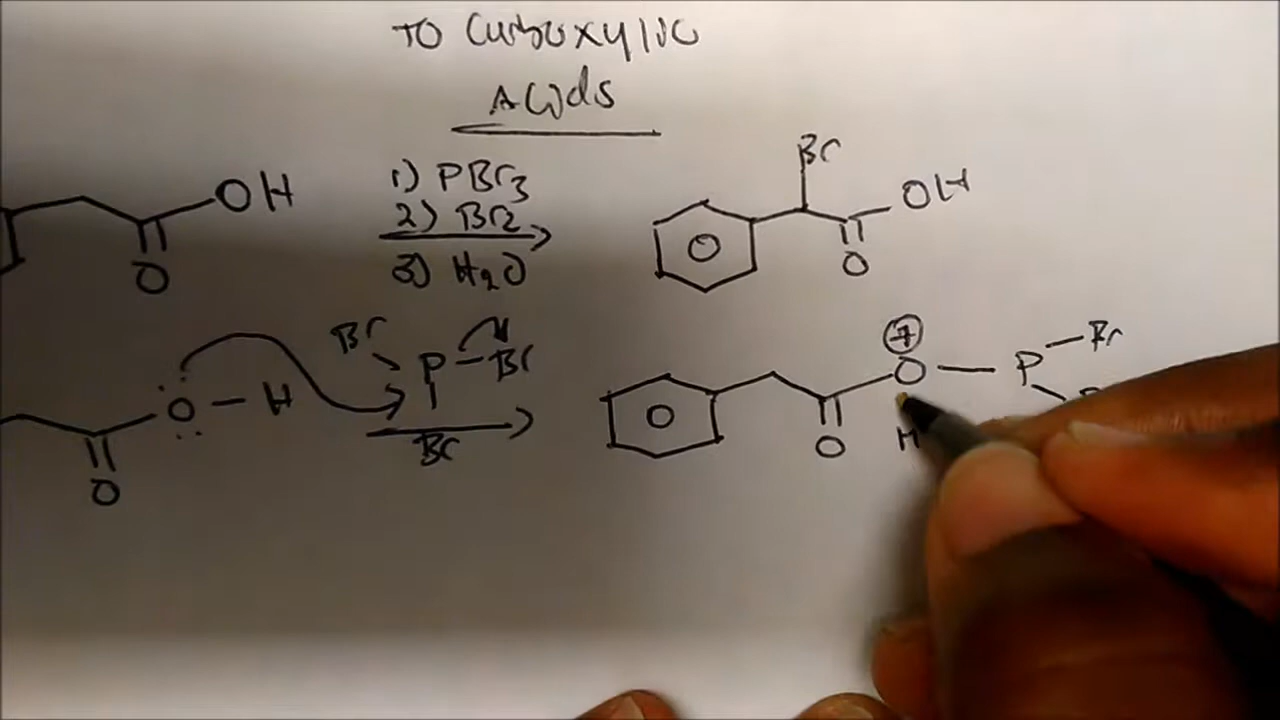 TO Carboxylic
Acids
OH
O
1) PBr3
2) Br2
3) H2O
Br
OH
O
O
O – H
O
Br
P – Br
Br
+
O – P – Br
H
O
O